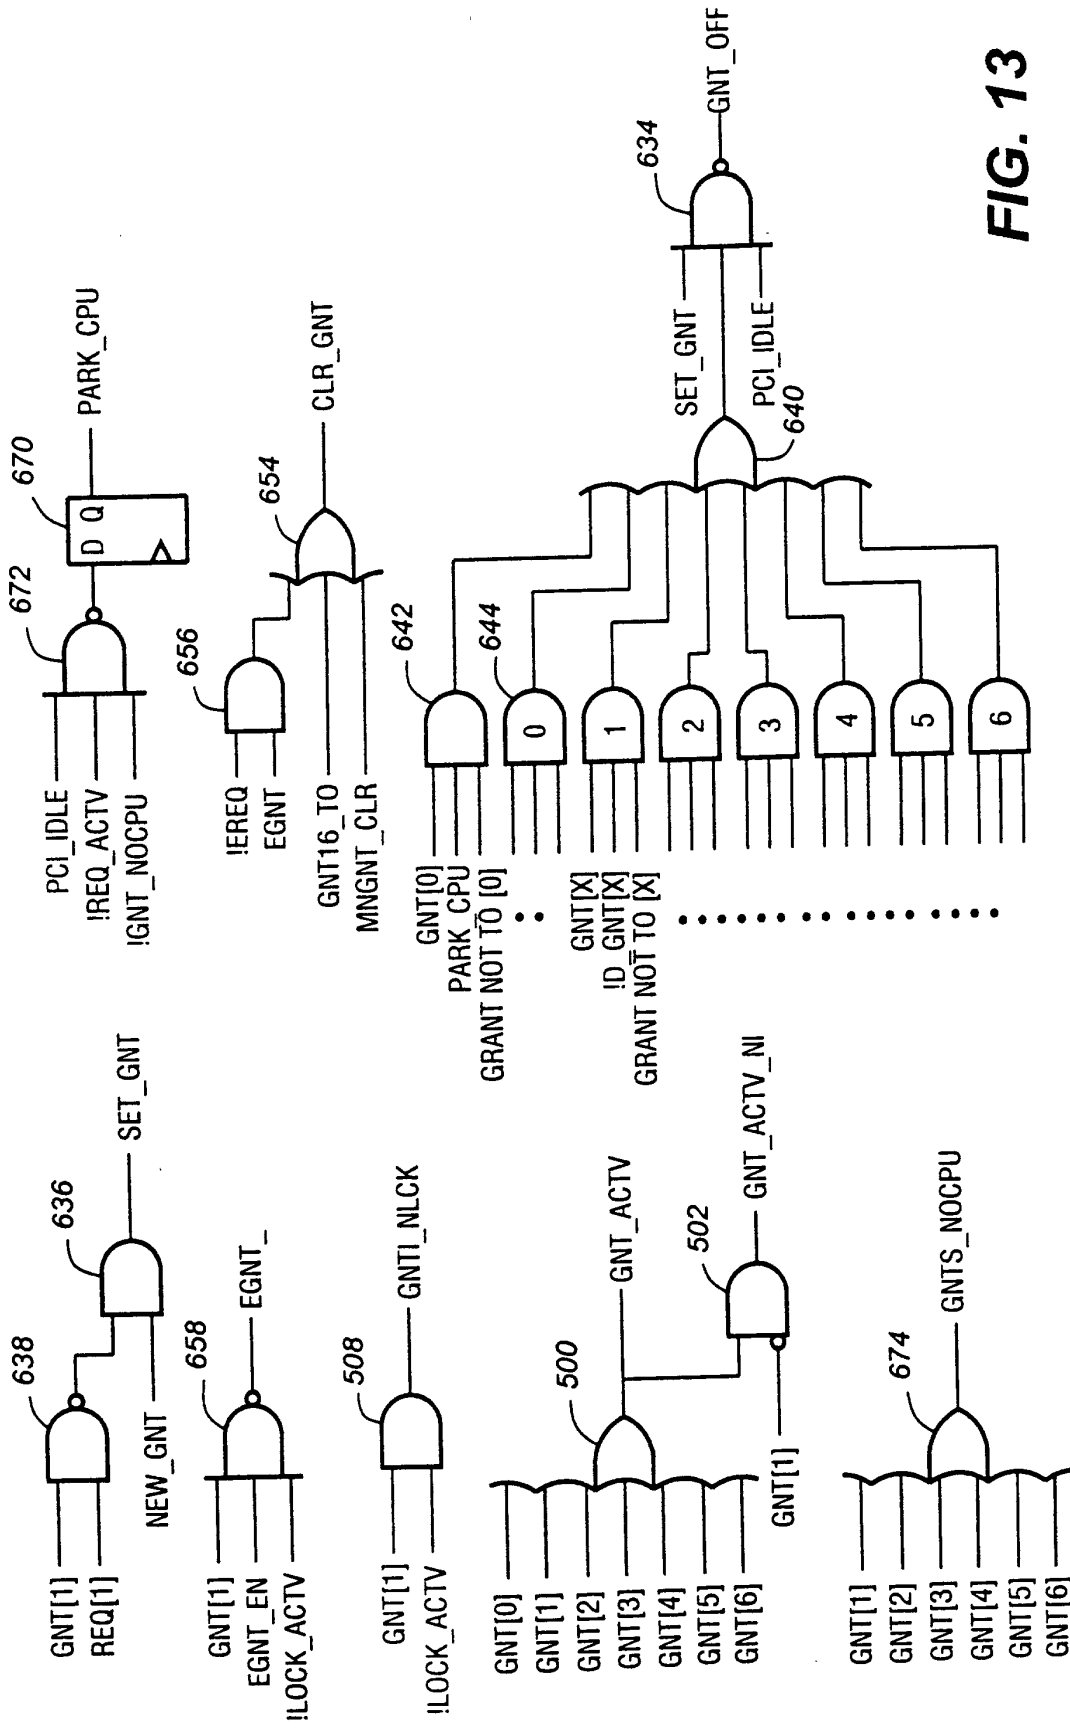 GNT[1]
REQ[1]
638
NEW_GNT
636
SET_GNT
GNT[1]
EGNT_EN
!LOCK_ACTV
658
EGNT_
GNT[1]
!LOCK_ACTV
508
GNTI_NLCK
GNT[0]
GNT[1]
GNT[2]
GNT[3]
GNT[4]
GNT[5]
GNT[6]
500
GNT_ACTV
GNT[1]
502
GNT_ACTV_NI
GNT[1]
GNT[2]
GNT[3]
GNT[4]
GNT[5]
GNT[6]
674
GNTS_NOCPU
PCI_IDLE
!REQ_ACTV
!GNT_NOCPU
672
670
D Q
PARK_CPU
!EREQ
EGNT
656
GNT16_TO
MNGNT_CLR
654
CLR_GNT
GNT[0]
PARK_CPU
GRANT NOT TO [0]
642
644
0
GNT[X]
!D_GNT[X]
GRANT NOT TO [X]
1
2
3
4
5
6
640
SET_GNT
PCI_IDLE
634
GNT_OFF
FIG. 13